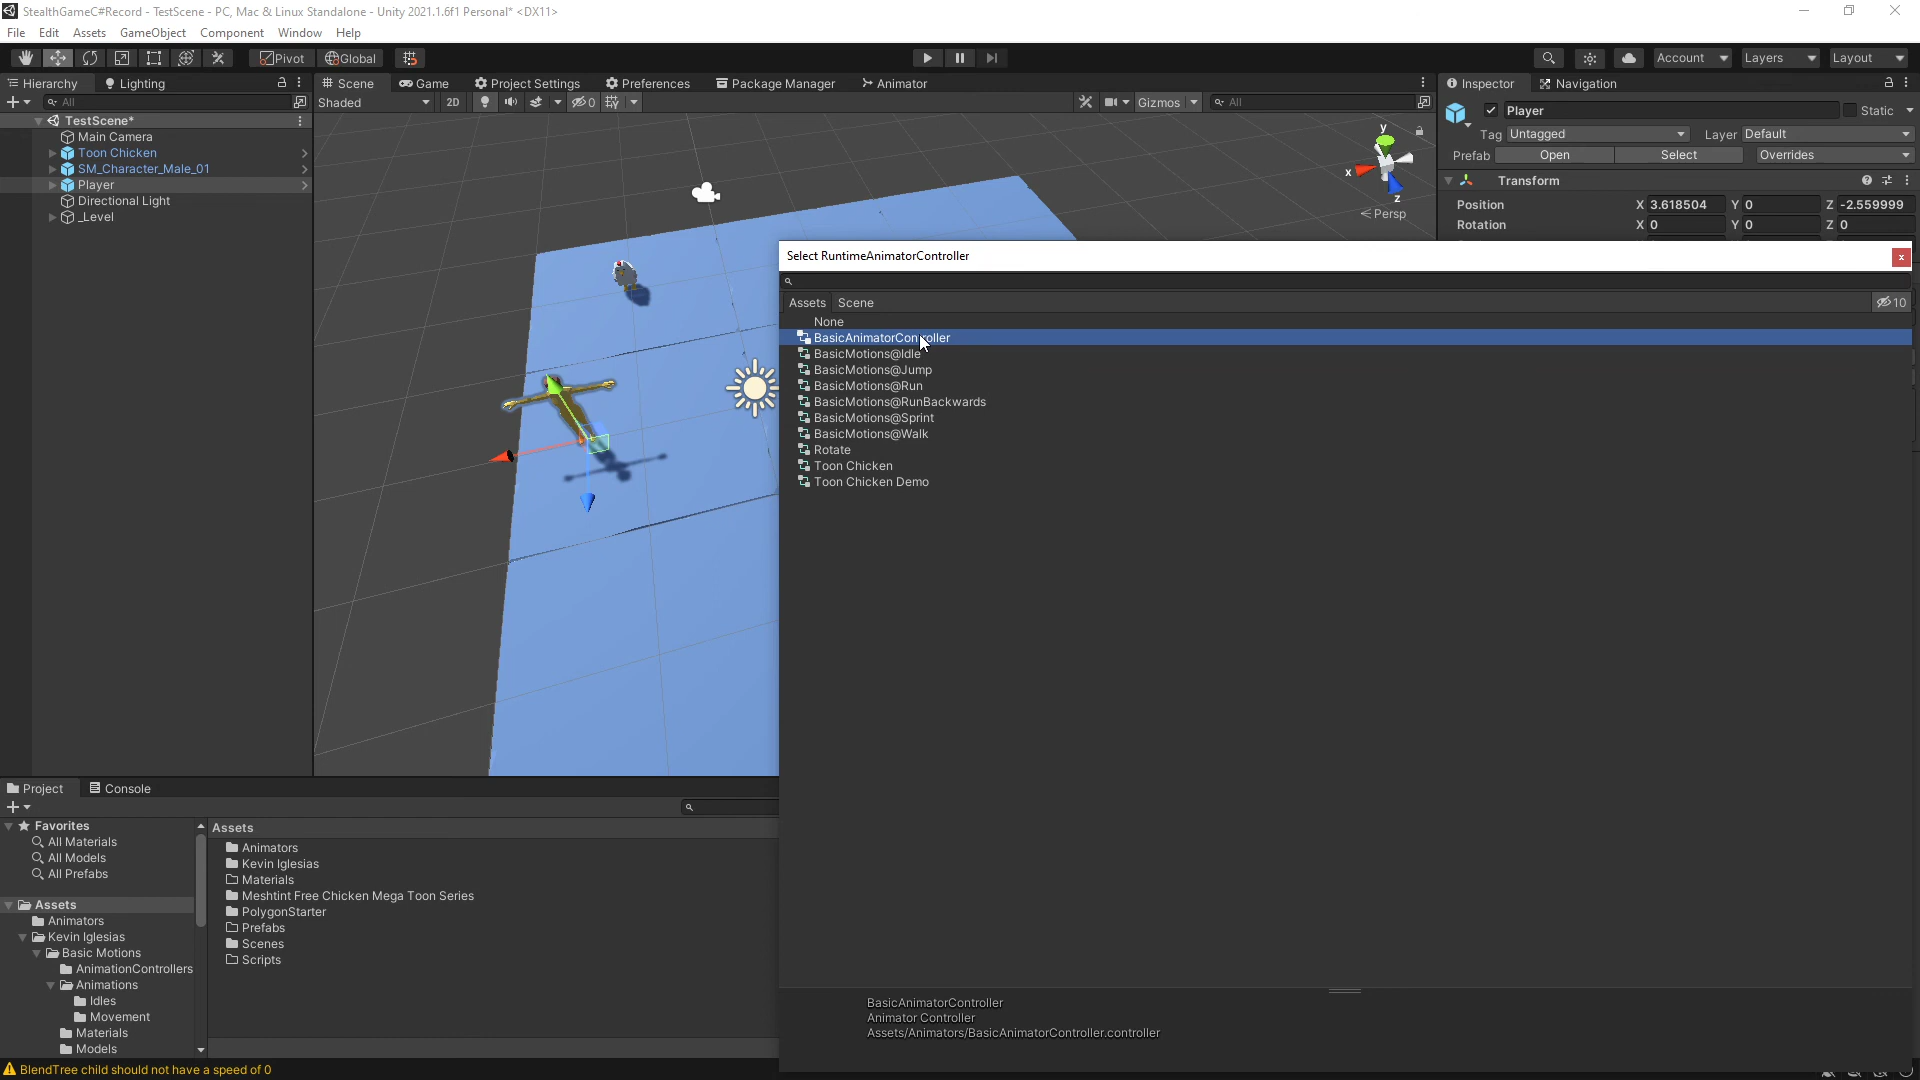 StealthGameC#Record - TestScene - PC, Mac & Linux Standalone - Unity 2021.1.6f1 Personal* <DX11>
File Edit Assets GameObject Component Window Help
Pivot Global Account Layers Layout
Hierarchy Lighting
All
TestScene*
Main Camera
Toon Chicken
SM_Character_Male_01
Player
Directional Light
_Level
Scene Game Project Settings Preferences Package Manager Animator
Shaded 2D 0 Gizmos All
y
x
z
Persp
Inspector Navigation
Player Static
Tag Untagged Layer Default
Prefab Open Select Overrides
Transform
Position X 3.618504 Y 0 Z -2.559999
Rotation X 0 Y 0 Z 0
Select RuntimeAnimatorController
x
Assets Scene 10
None
BasicAnimatorController
BasicMotions@Idle
BasicMotions@Jump
BasicMotions@Run
BasicMotions@RunBackwards
BasicMotions@Sprint
BasicMotions@Walk
Rotate
Toon Chicken
Toon Chicken Demo
BasicAnimatorController
Animator Controller
Assets/Animators/BasicAnimatorController.controller
Project Console
Favorites
All Materials
All Models
All Prefabs
Assets
Animators
Kevin Iglesias
Basic Motions
AnimationControllers
Animations
Idles
Movement
Materials
Models
Assets
Animators
Kevin Iglesias
Materials
Meshtint Free Chicken Mega Toon Series
PolygonStarter
Prefabs
Scenes
Scripts
BlendTree child should not have a speed of 0